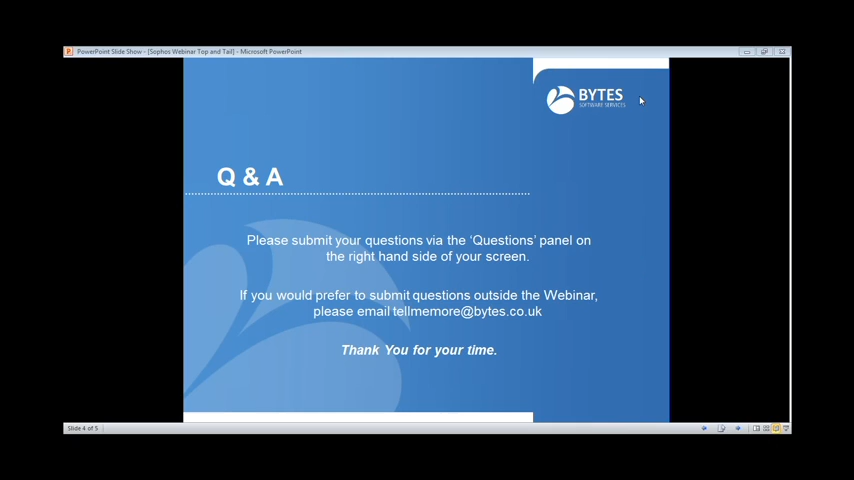 PowerPoint Slide Show - [Sophos Webinar Top and Tail] - Microsoft PowerPoint
BYTES
SOFTWARE SERVICES
Q & A
Please submit your questions via the ‘Questions’ panel on
the right hand side of your screen.
If you would prefer to submit questions outside the Webinar,
please email tellmemore@bytes.co.uk
Thank You for your time.
Slide 4 of 5